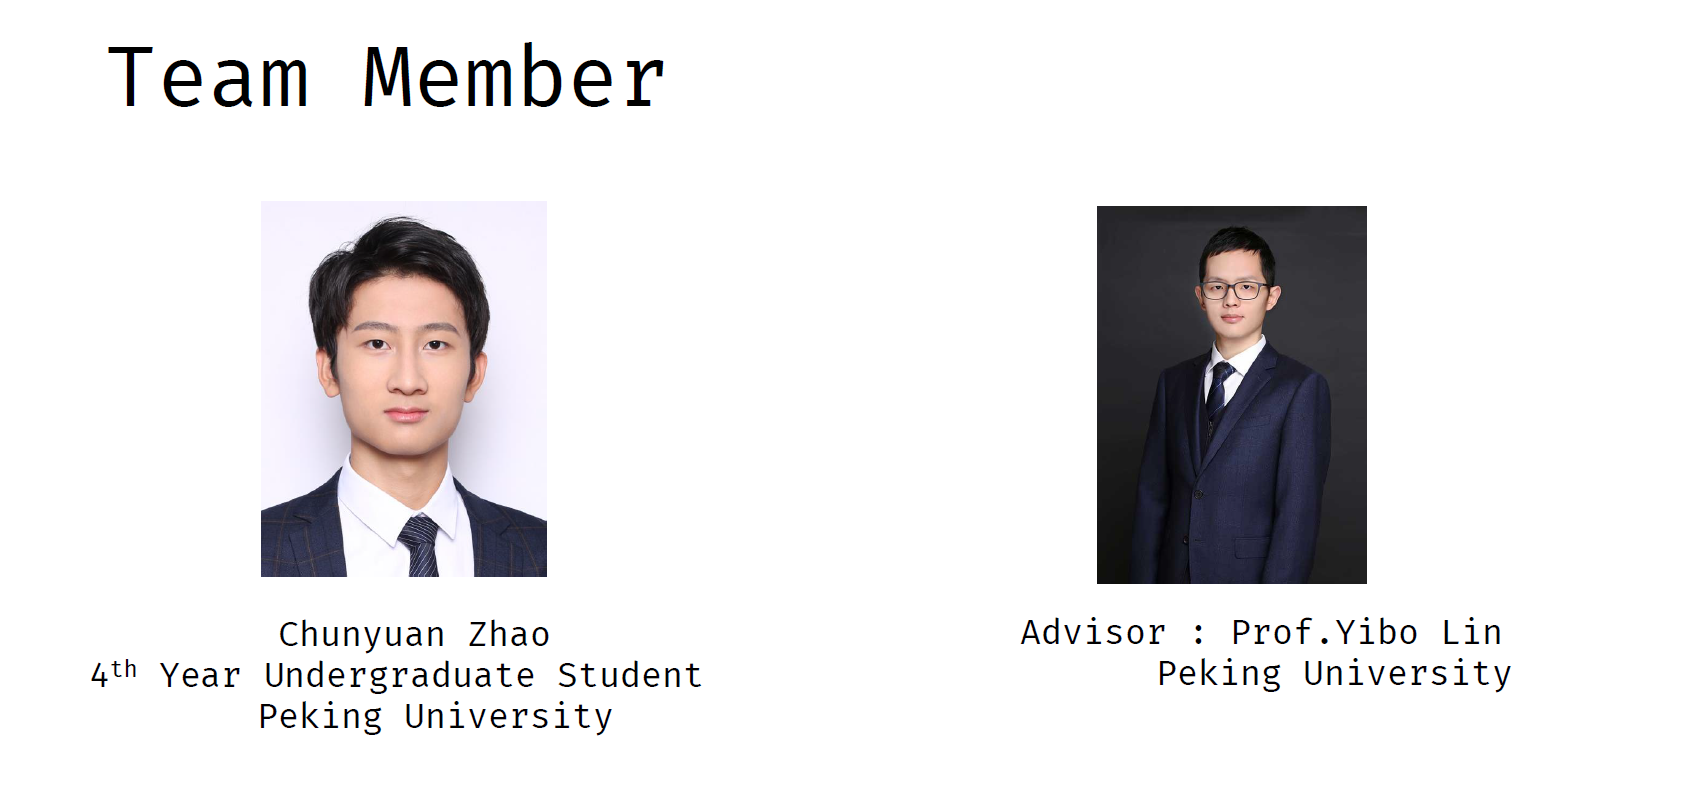 Team Member
Chunyuan Zhao
4th Year Undergraduate Student
Peking University
Advisor : Prof.Yibo Lin
Peking University